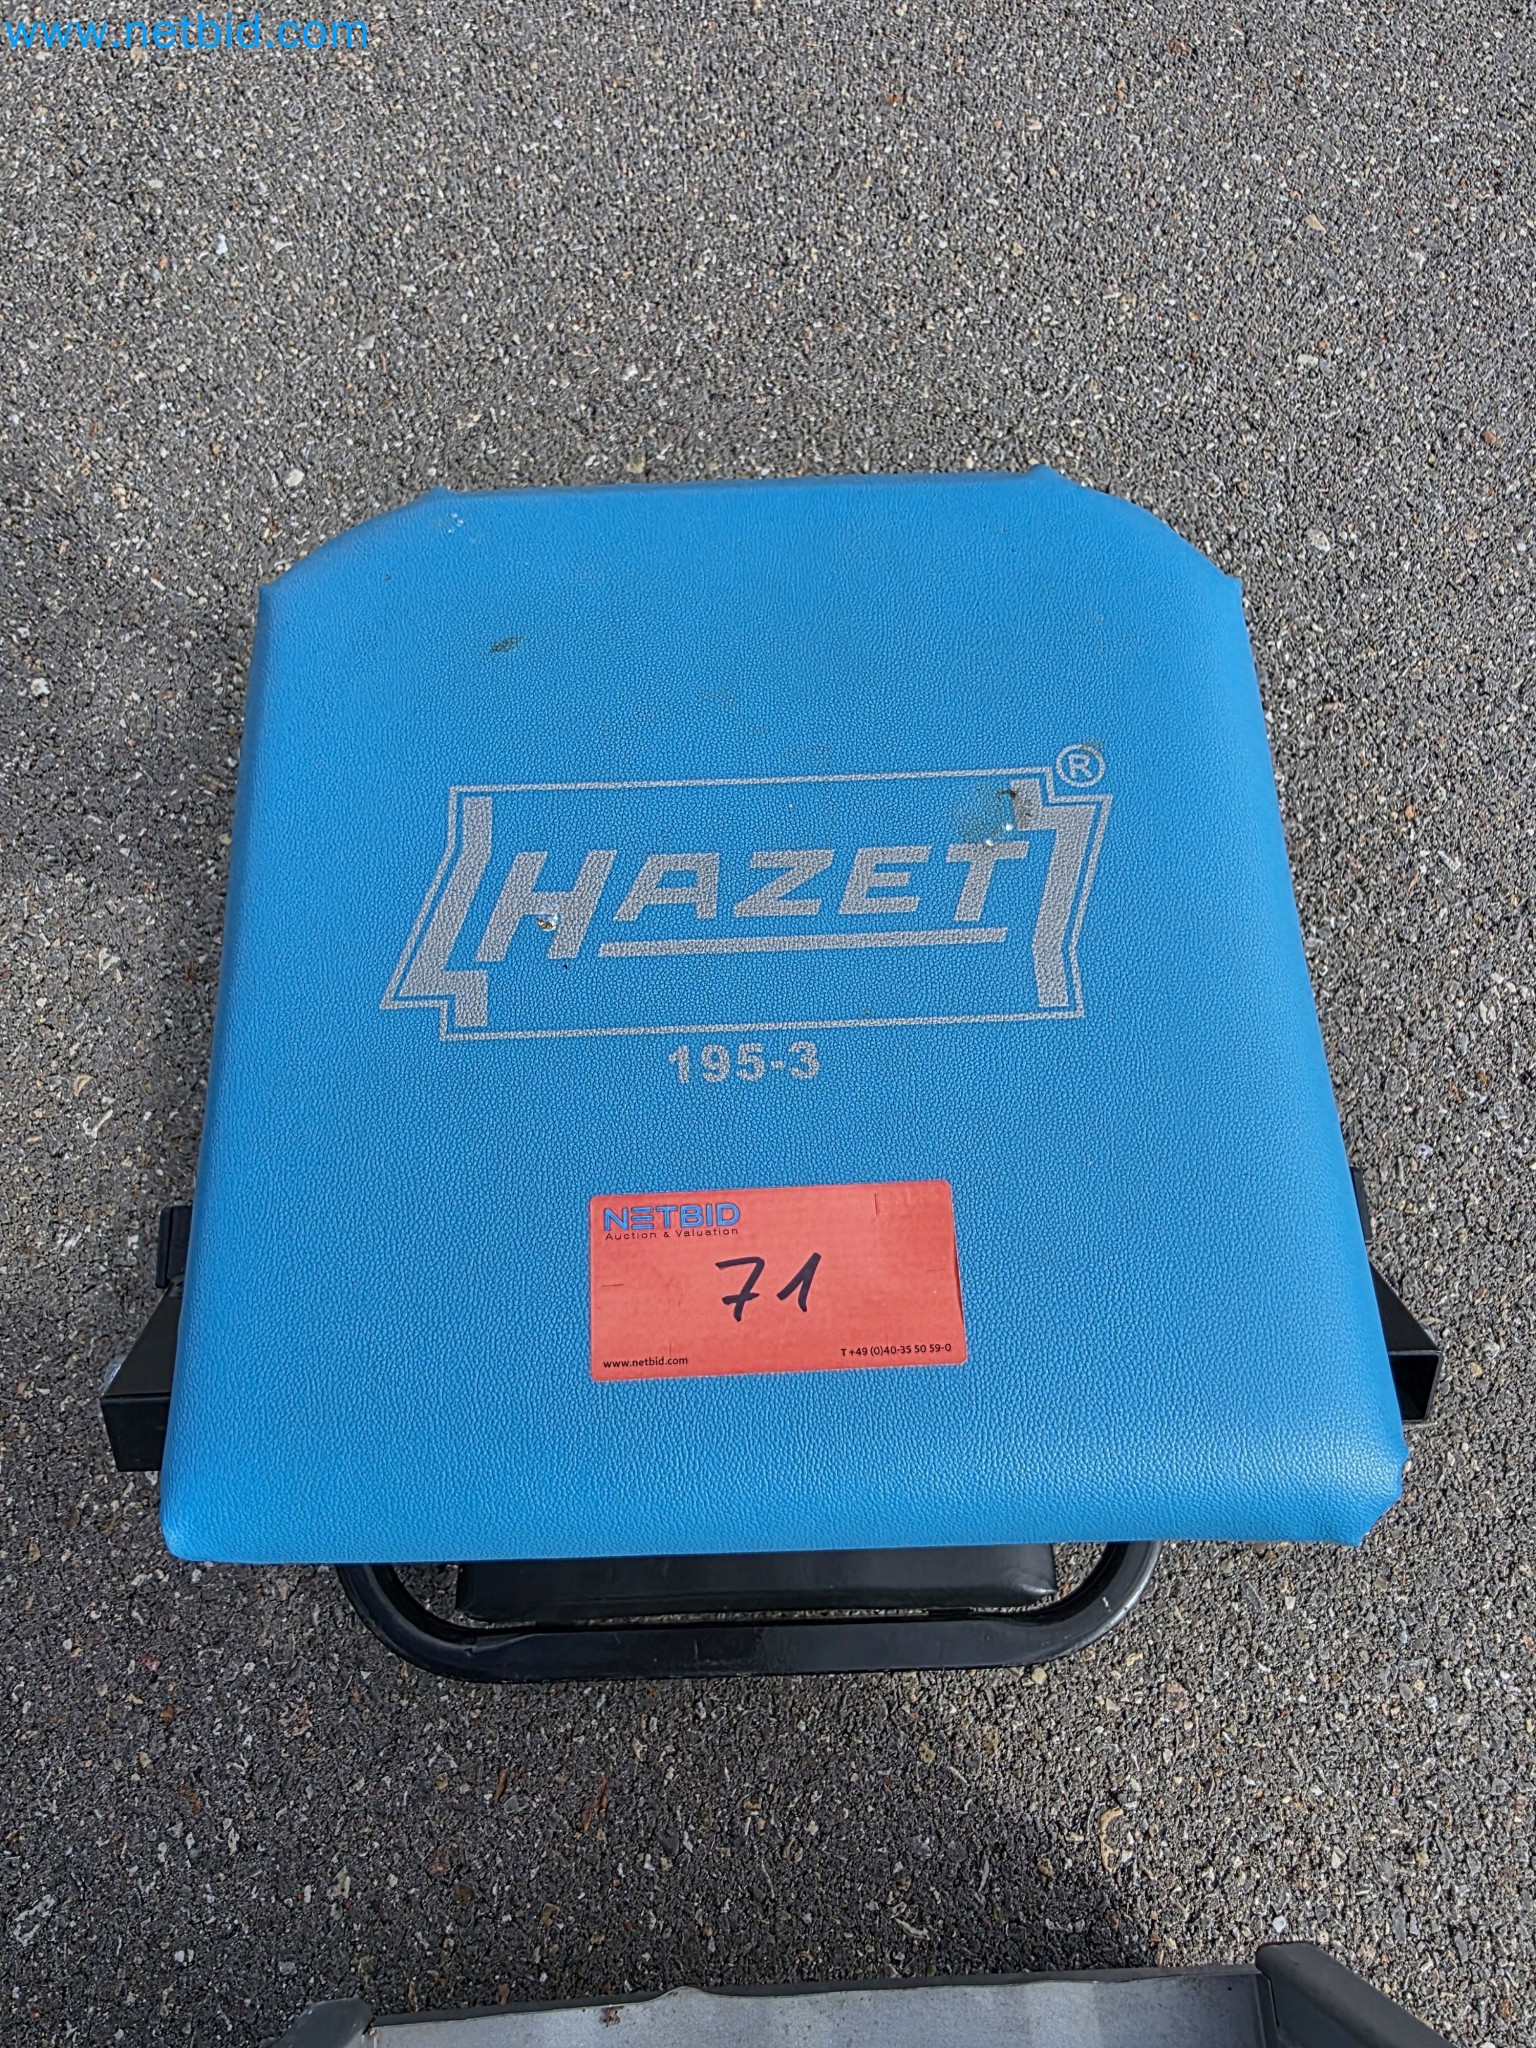 www.netbid.com
®
HAZET
195-3
NETBID
Auction & Valuation
71
www.netbid.com T +49 (0)40-35 50 59-0